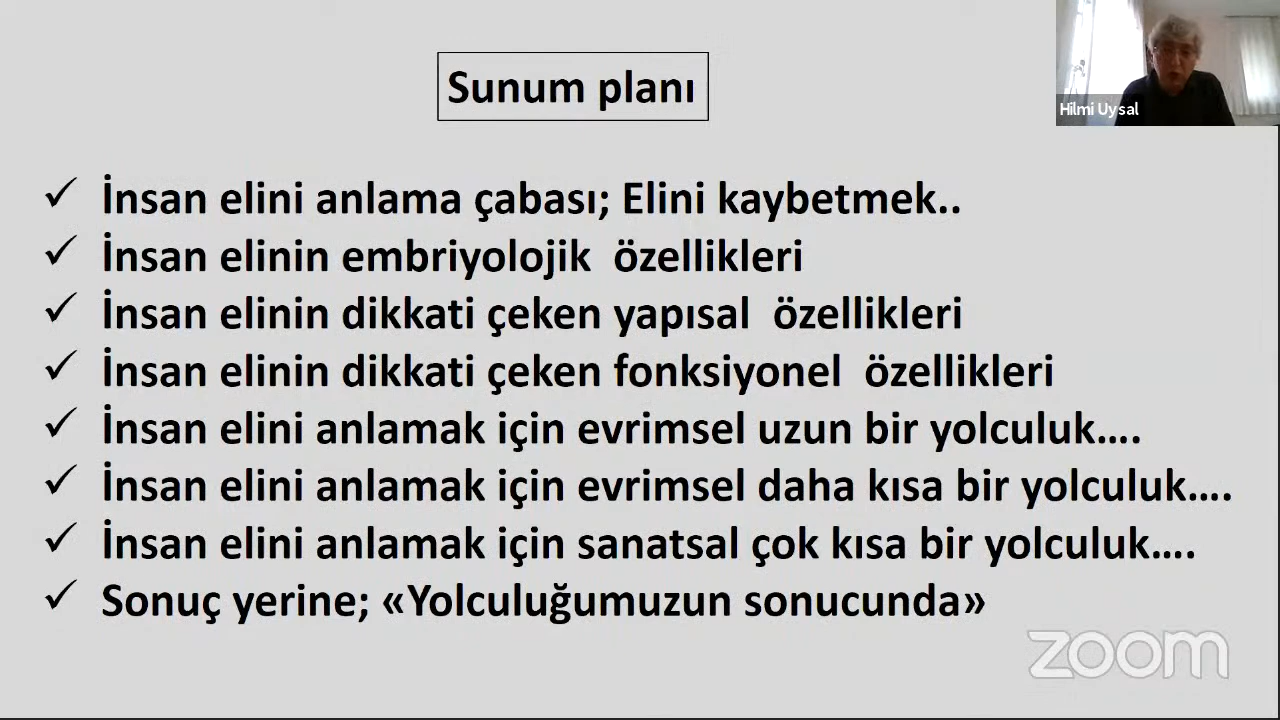 Sunum planı
Hilmi Uysal
✓ İnsan elini anlama çabası; Elini kaybetmek..
✓ İnsan elinin embriyolojik özellikleri
✓ İnsan elinin dikkati çeken yapısal özellikleri
✓ İnsan elinin dikkati çeken fonksiyonel özellikleri
✓ İnsan elini anlamak için evrimsel uzun bir yolculuk….
✓ İnsan elini anlamak için evrimsel daha kısa bir yolculuk….
✓ İnsan elini anlamak için sanatsal çok kısa bir yolculuk….
✓ Sonuç yerine; «Yolculuğumuzun sonucunda»
zoom